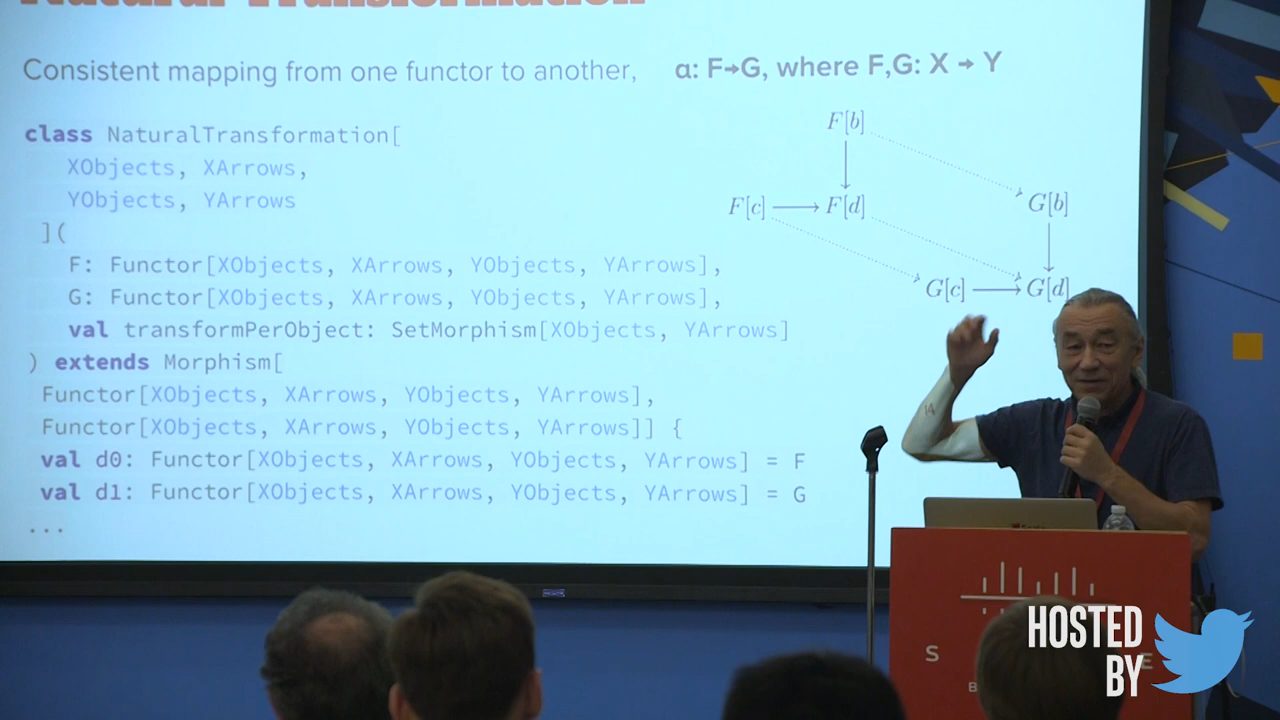 Natural Transformation
Consistent mapping from one functor to another, α: F→G, where F,G: X → Y
class NaturalTransformation[
XObjects, XArrows,
YObjects, YArrows
](
F: Functor[XObjects, XArrows, YObjects, YArrows],
G: Functor[XObjects, XArrows, YObjects, YArrows],
val transformPerObject: SetMorphism[XObjects, YArrows]
) extends Morphism[
Functor[XObjects, XArrows, YObjects, YArrows],
Functor[XObjects, XArrows, YObjects, YArrows]] {
val d0: Functor[XObjects, XArrows, YObjects, YArrows] = F
val d1: Functor[XObjects, XArrows, YObjects, YArrows] = G
...
F[b]
F[c] F[d] G[b]
G[c] G[d]
S E
B
HOSTED
BY